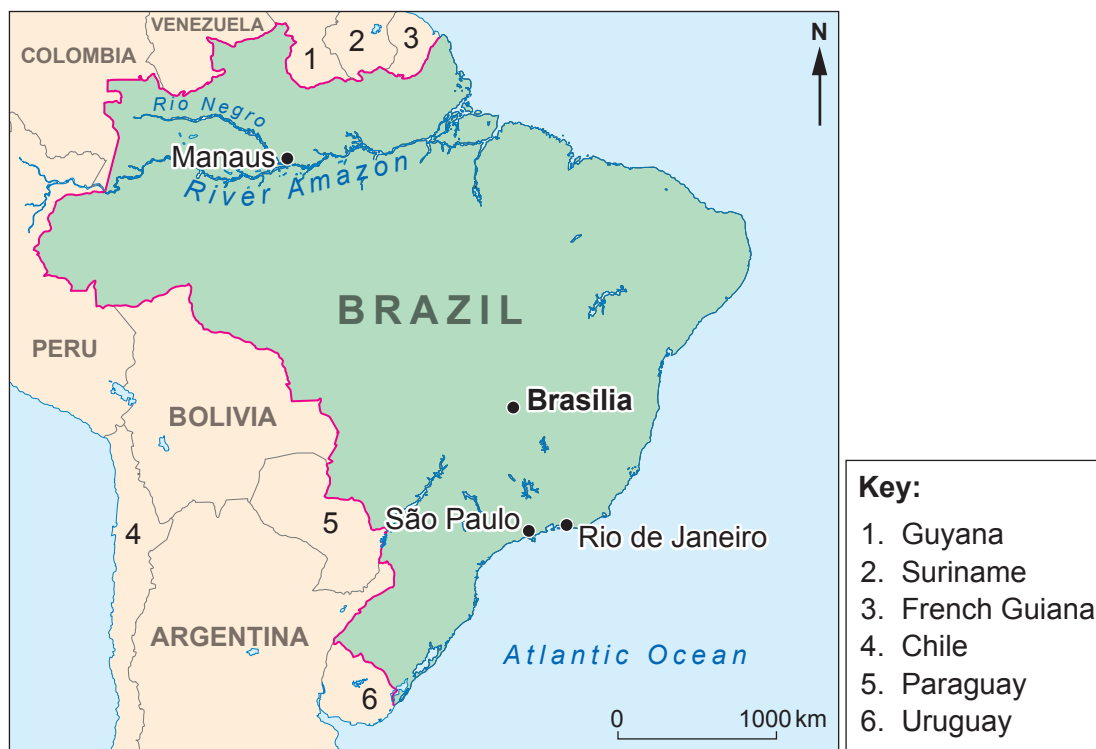 VENEZUELA
COLOMBIA
1
2
3
N
Rio Negro
Manaus
River Amazon
BRAZIL
PERU
BOLIVIA
Brasilia
4
5
São Paulo
Rio de Janeiro
ARGENTINA
Atlantic Ocean
6
0 1000 km
Key:
1. Guyana
2. Suriname
3. French Guiana
4. Chile
5. Paraguay
6. Uruguay